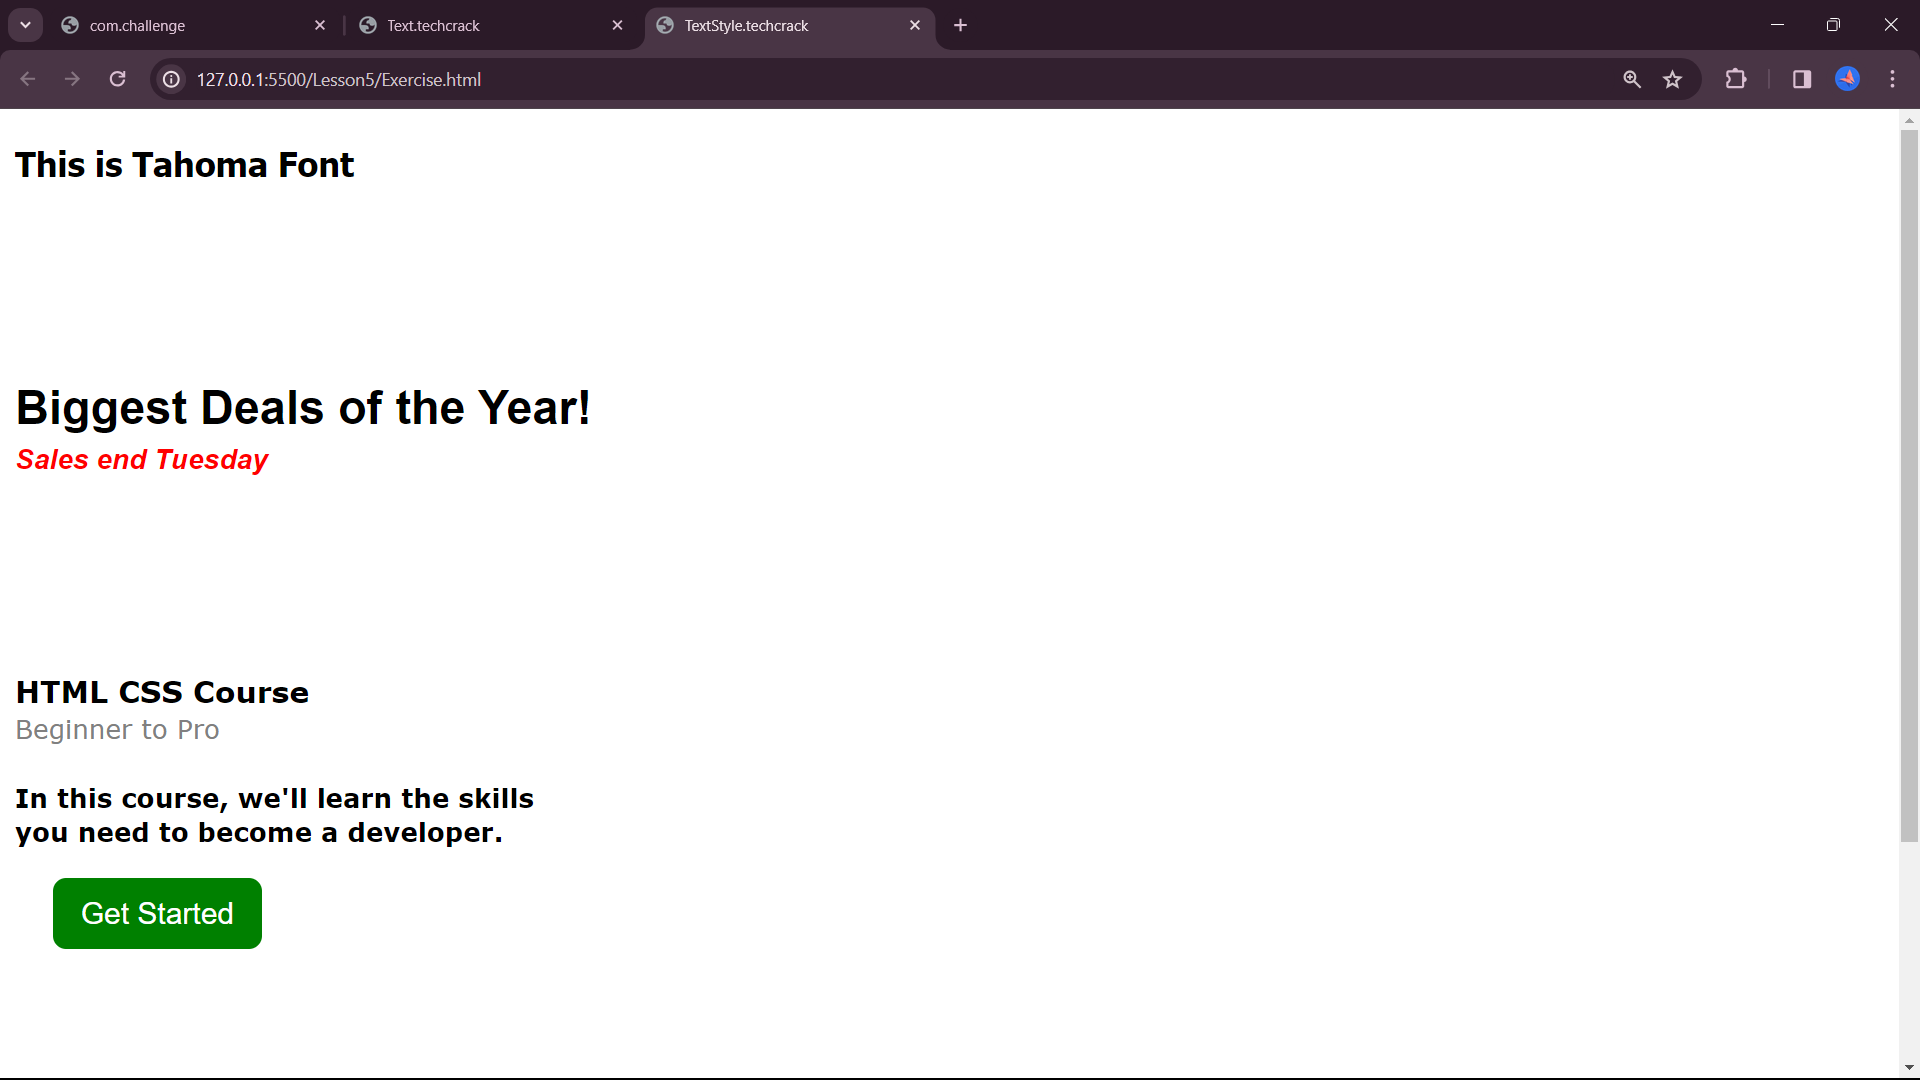 com.challenge
Text.techcrack
TextStyle.techcrack
127.0.0.1:5500/Lesson5/Exercise.html
This is Tahoma Font
Biggest Deals of the Year!
Sales end Tuesday
HTML CSS Course
Beginner to Pro
In this course, we'll learn the skills
you need to become a developer.
Get Started